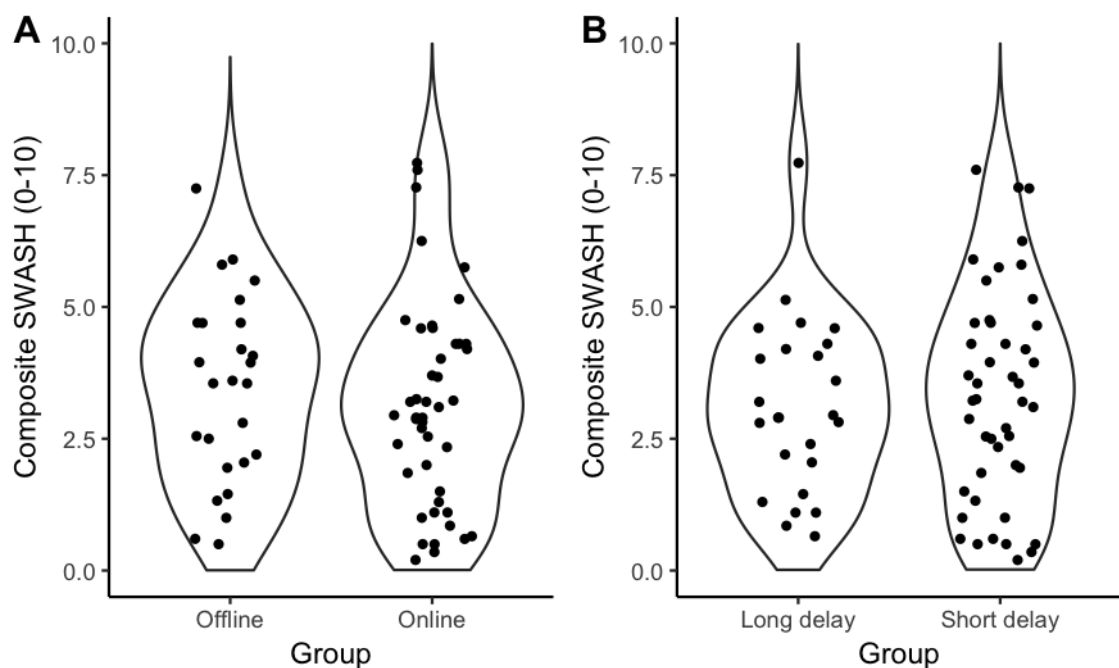 A
Composite SWASH (0-10)
10.0
7.5
5.0
2.5
0.0
Offline Online
Group
B
Composite SWASH (0-10)
10.0
7.5
5.0
2.5
0.0
Long delay Short delay
Group